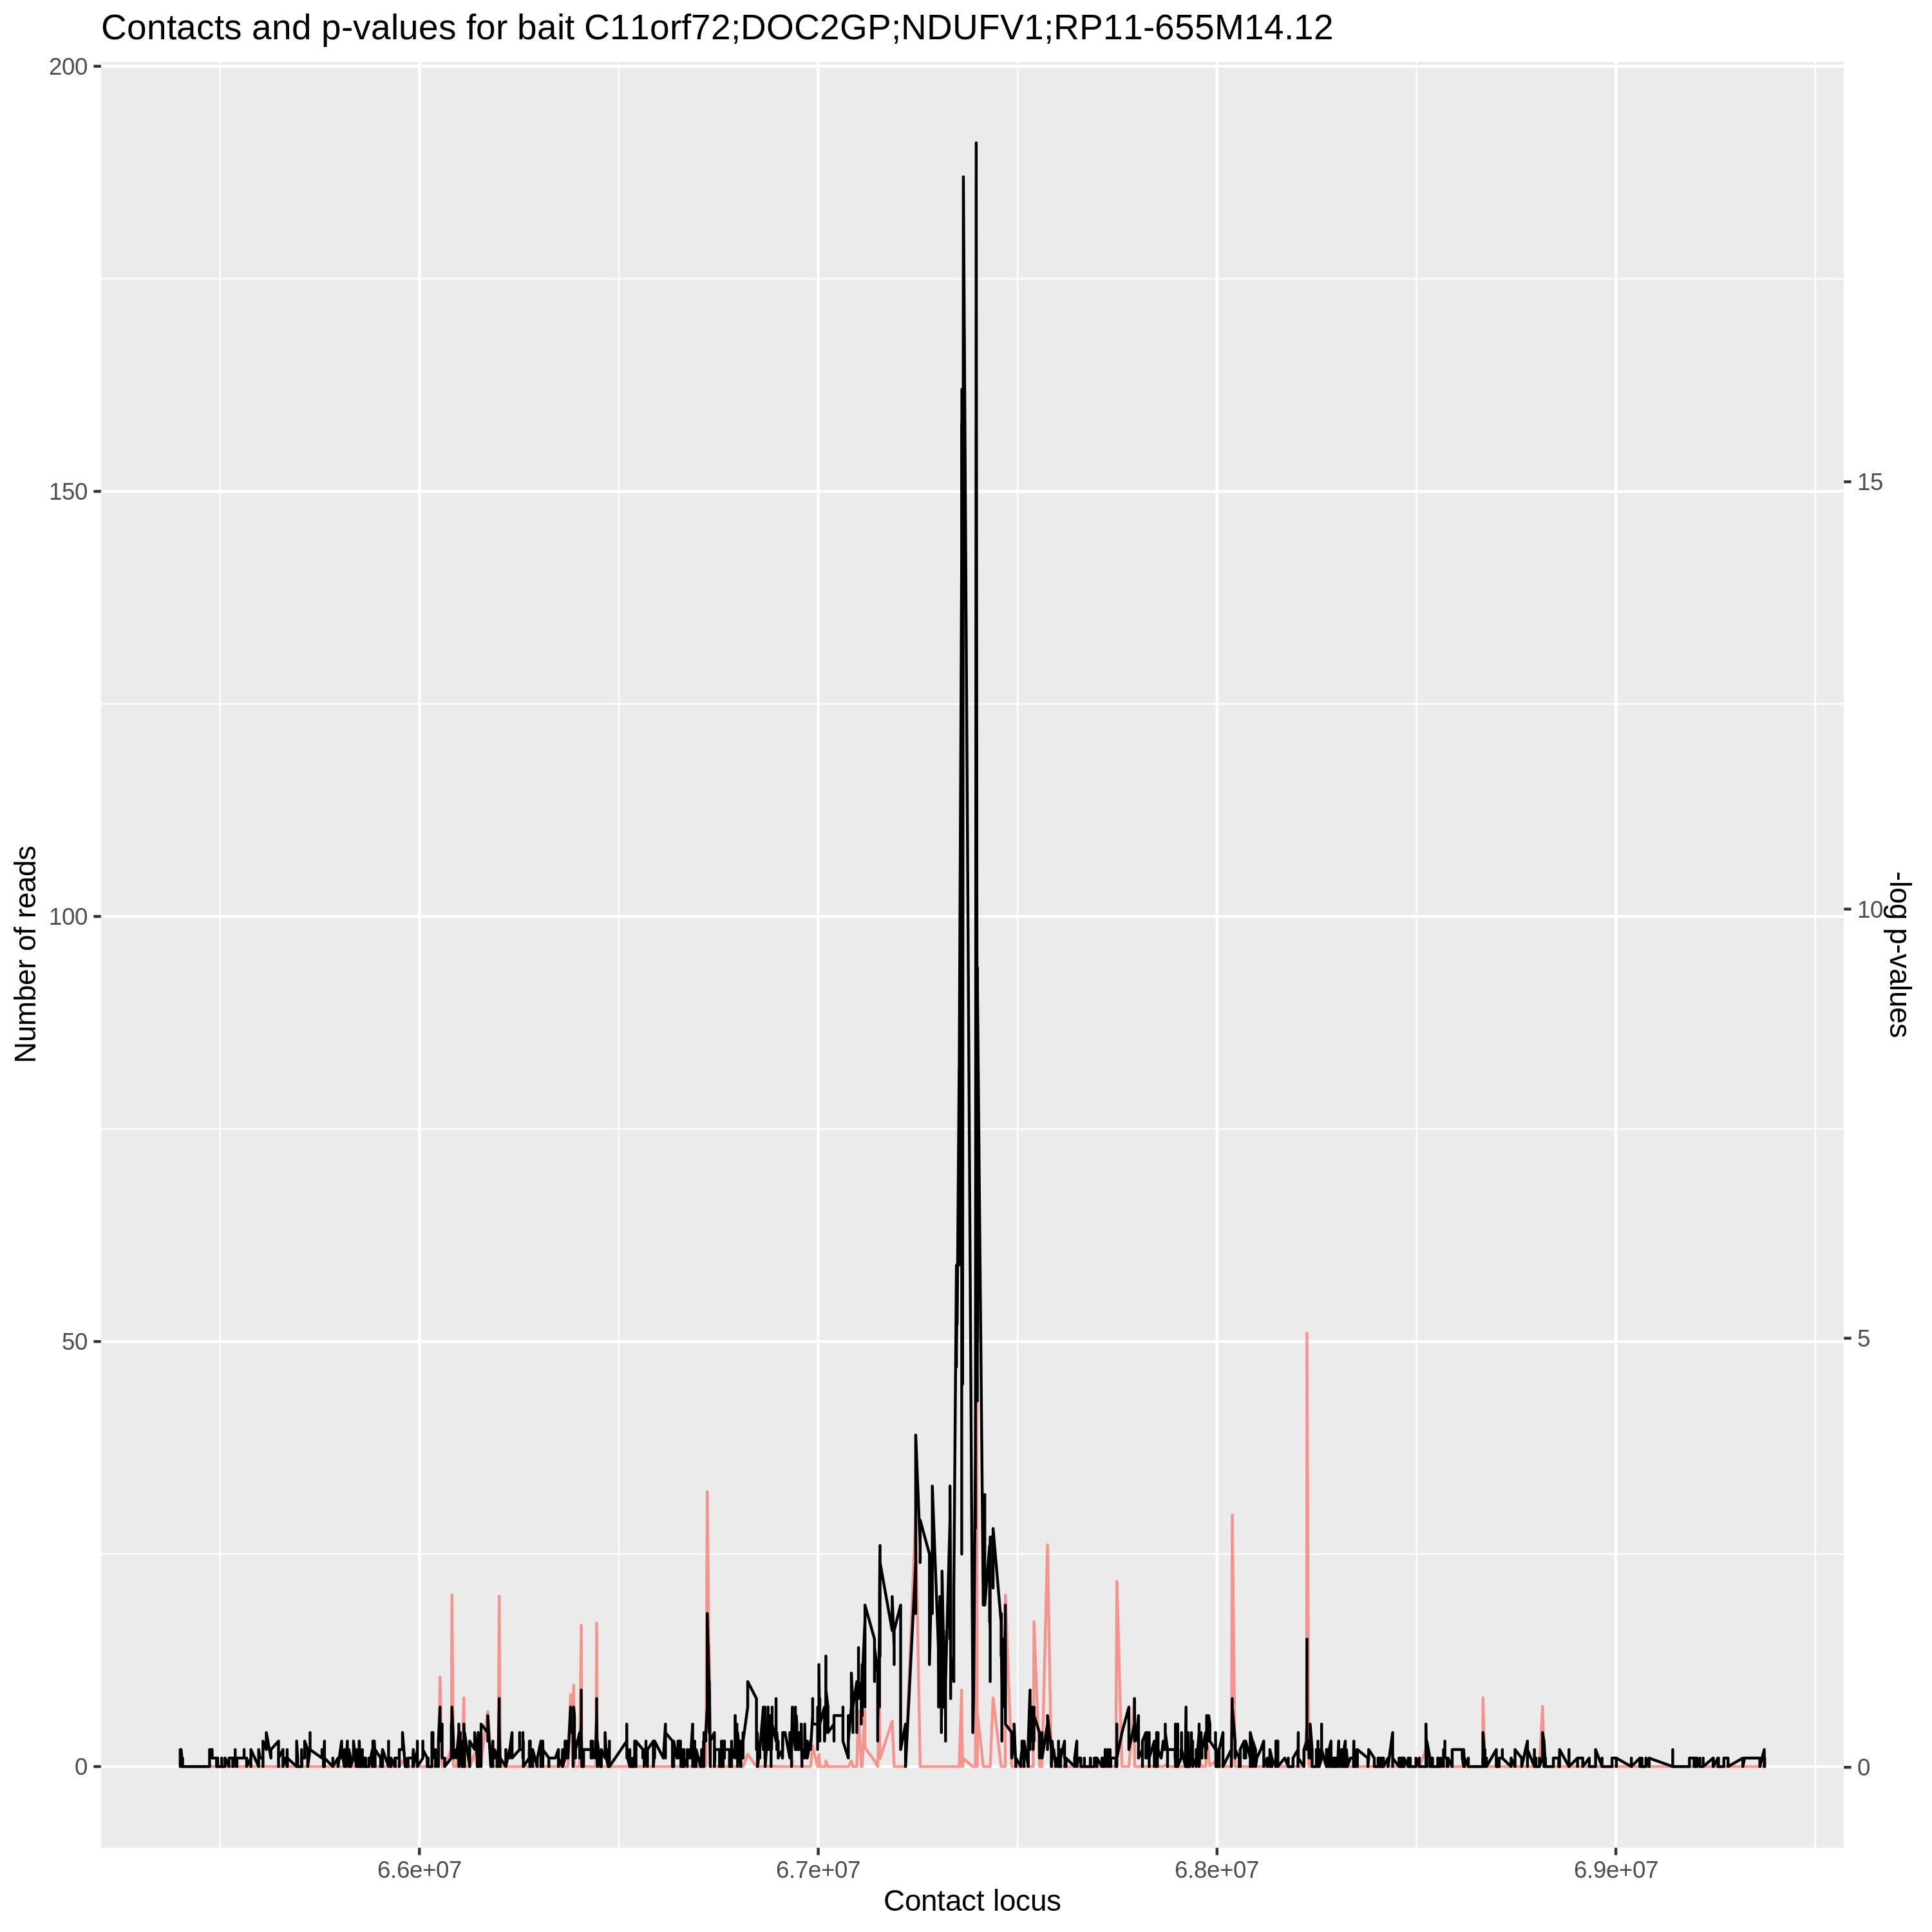 Contacts and p-values for bait C11orf72;DOC2GP;NDUFV1;RP11-655M14.12
200
150
100
50
0
Number of reads
15
10
5
0
-log p-values
6.6e+07 6.7e+07 6.8e+07 6.9e+07
Contact locus